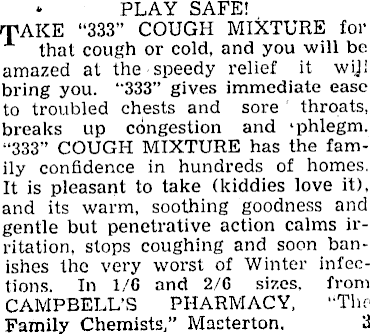 PLAY SAFE!
TAKE “333” COUGH MIXTURE for
that cough or cold, and you will be
amazed at the speedy relief it will
bring you. “333” gives immediate ease
to troubled chests and sore throats,
breaks up congestion and phlegm.
“333” COUGH MIXTURE has the fam-
ily confidence in hundreds of homes.
It is pleasant to take (kiddies love it),
and its warm, soothing goodness and
gentle but penetrative action calms ir-
ritation, stops coughing and soon ban-
ishes the very worst of Winter infec-
tions. In 1/6 and 2/6 sizes, from
CAMPBELL'S PHARMACY, “The
Family Chemists,” Masterton. 3